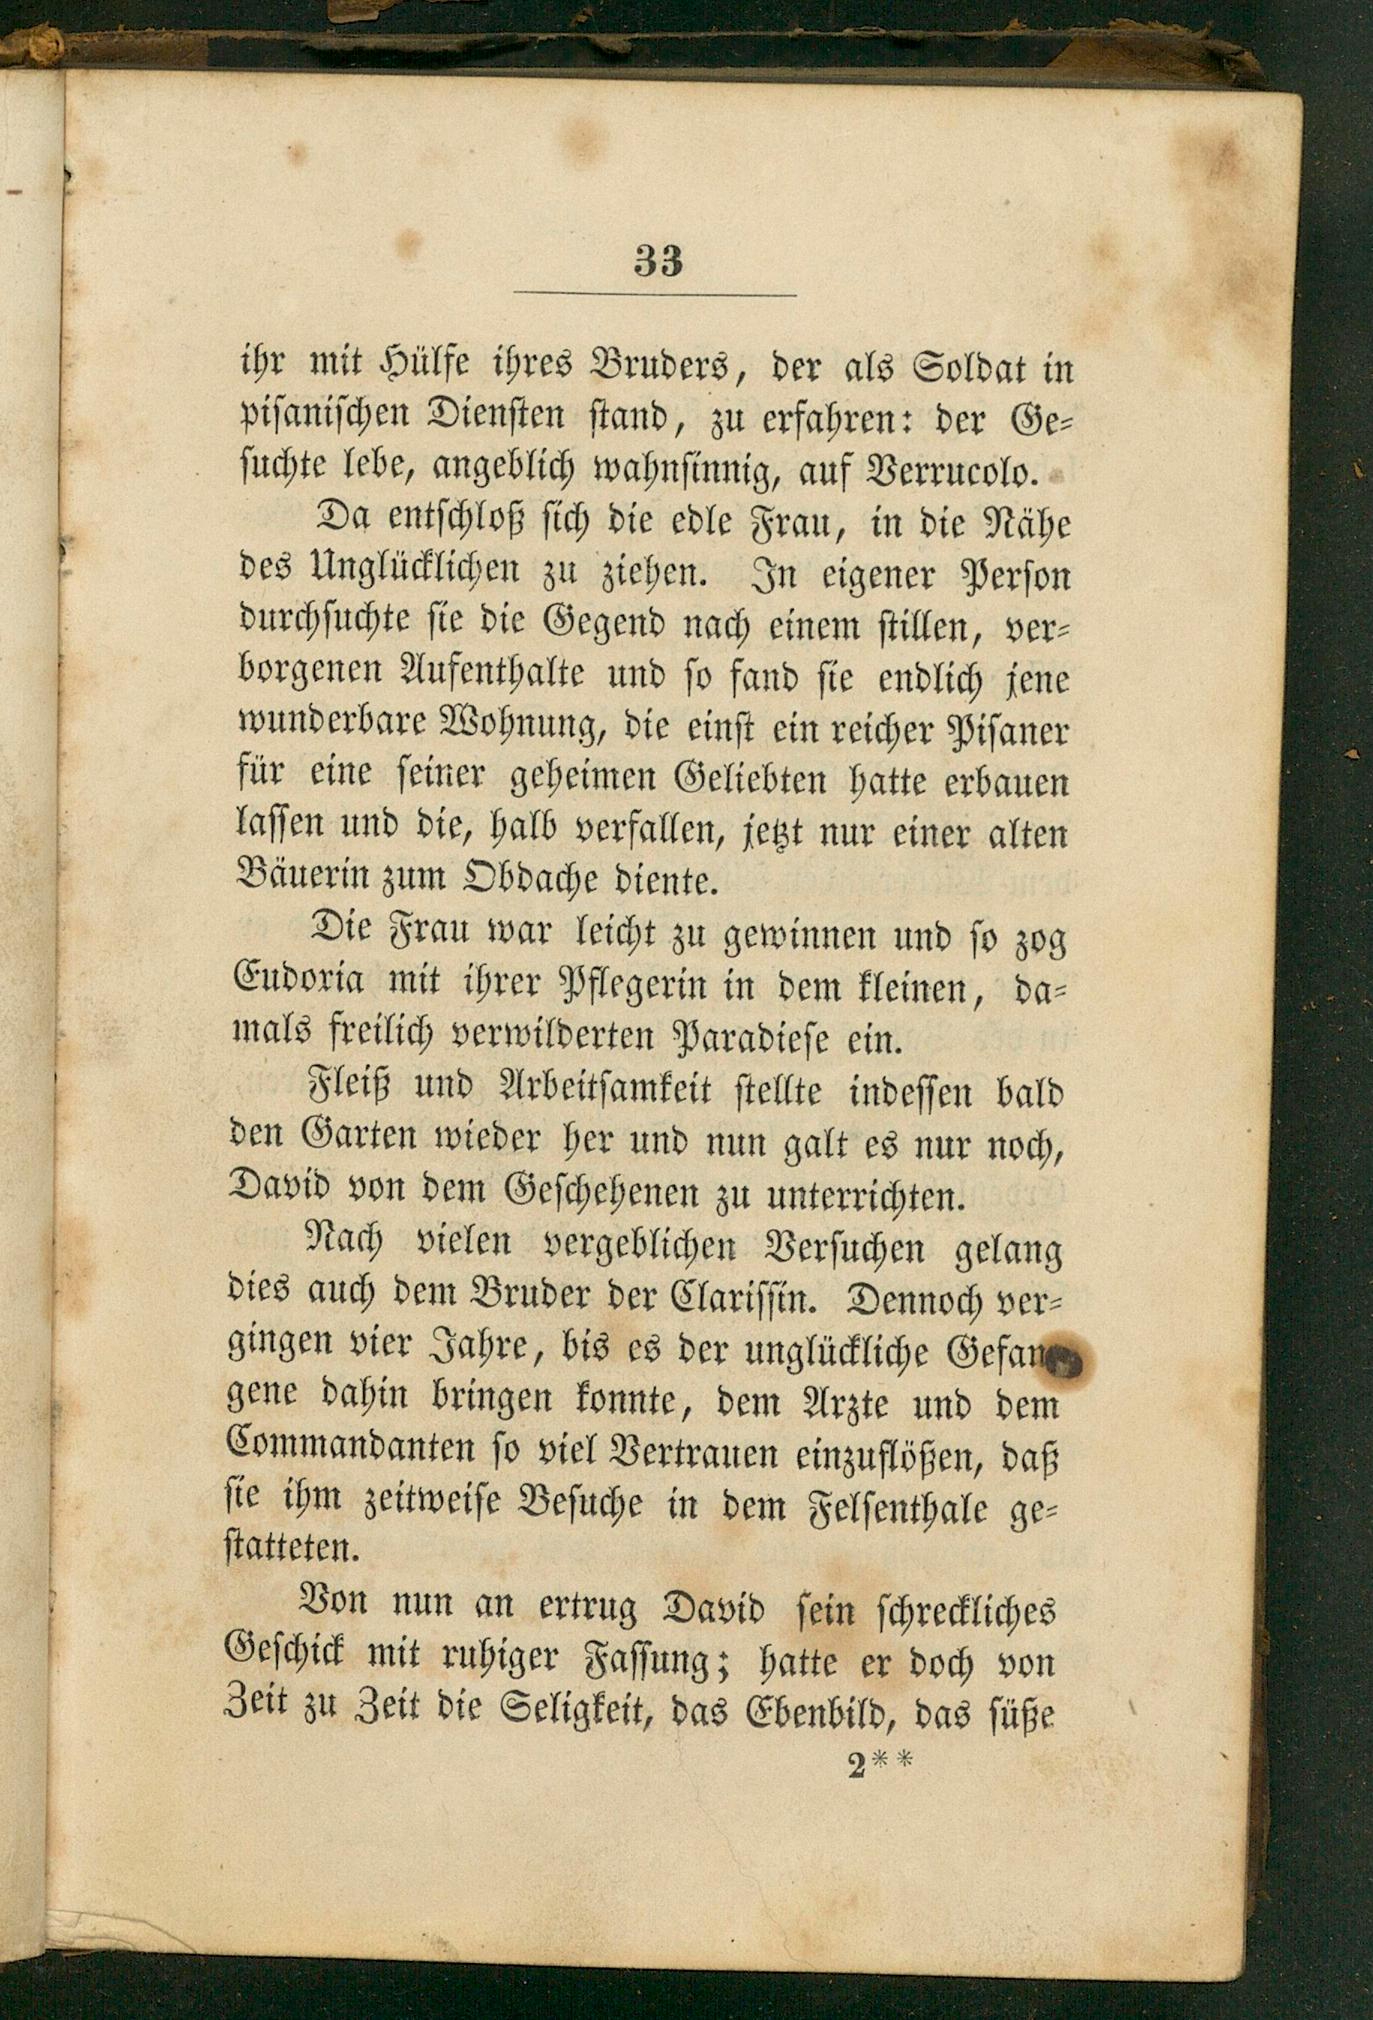 33
ihr mit Hülfe ihres Bruders, der als Soldat in
pisanischen Diensten stand, zu erfahren: der Ge-
suchte lebe, angeblich wahnsinnig, auf Verrucolo.
Da entschloß sich die edle Frau, in die Nähe
des Unglücklichen zu ziehen. In eigener Person
durchsuchte sie die Gegend nach einem stillen, ver-
borgenen Aufenthalte und so fand sie endlich jene
wunderbare Wohnung, die einst ein reicher Pisaner
für eine seiner geheimen Geliebten hatte erbauen
lassen und die, halb verfallen, jetzt nur einer alten
Bäuerin zum Obdache diente.
Die Frau war leicht zu gewinnen und so zog
Eudoria mit ihrer Pflegerin in dem kleinen, da-
mals freilich verwilderten Paradiese ein.
Fleiß und Arbeitsamkeit stellte indessen bald
den Garten wieder her und nun galt es nur noch,
David von dem Geschehenen zu unterrichten.
Nach vielen vergeblichen Versuchen gelang
dies auch dem Bruder der Clarissin. Dennoch ver-
gingen vier Jahre, bis es der unglückliche Gefan-
gene dahin bringen konnte, dem Arzte und dem
Commandanten so viel Vertrauen einzuflößen, daß
sie ihm zeitweise Besuche in dem Felsenthale ge-
statteten.
Von nun an ertrug David sein schreckliches
Geschick mit ruhiger Fassung; hatte er doch von
Zeit zu Zeit die Seligkeit, das Ebenbild, das süße
2**